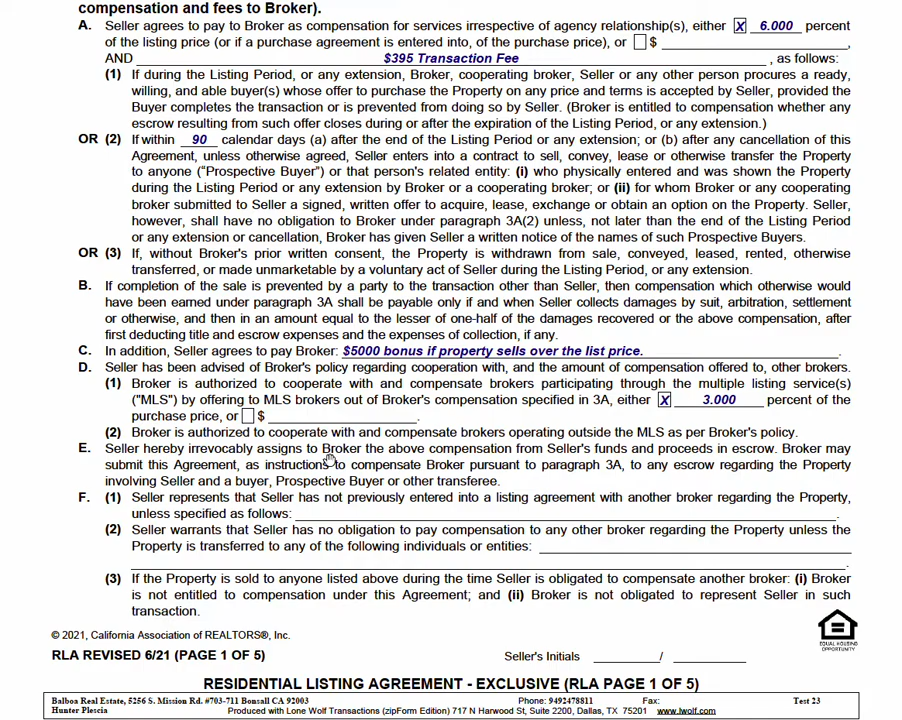 compensation and fees to Broker).
A. Seller agrees to pay to Broker as compensation for services irrespective of agency relationship(s), either X 6.000 percent
of the listing price (or if a purchase agreement is entered into, of the purchase price), or $ ,
AND $395 Transaction Fee , as follows:
(1) If during the Listing Period, or any extension, Broker, cooperating broker, Seller or any other person procures a ready,
willing, and able buyer(s) whose offer to purchase the Property on any price and terms is accepted by Seller, provided the
Buyer completes the transaction or is prevented from doing so by Seller. (Broker is entitled to compensation whether any
escrow resulting from such offer closes during or after the expiration of the Listing Period, or any extension.)
OR (2) If within 90 calendar days (a) after the end of the Listing Period or any extension; or (b) after any cancellation of this
Agreement, unless otherwise agreed, Seller enters into a contract to sell, convey, lease or otherwise transfer the Property
to anyone (“Prospective Buyer”) or that person's related entity: (i) who physically entered and was shown the Property
during the Listing Period or any extension by Broker or a cooperating broker; or (ii) for whom Broker or any cooperating
broker submitted to Seller a signed, written offer to acquire, lease, exchange or obtain an option on the Property. Seller,
however, shall have no obligation to Broker under paragraph 3A(2) unless, not later than the end of the Listing Period
or any extension or cancellation, Broker has given Seller a written notice of the names of such Prospective Buyers.
OR (3) If, without Broker's prior written consent, the Property is withdrawn from sale, conveyed, leased, rented, otherwise
transferred, or made unmarketable by a voluntary act of Seller during the Listing Period, or any extension.
B. If completion of the sale is prevented by a party to the transaction other than Seller, then compensation which otherwise would
have been earned under paragraph 3A shall be payable only if and when Seller collects damages by suit, arbitration, settlement
or otherwise, and then in an amount equal to the lesser of one-half of the damages recovered or the above compensation, after
first deducting title and escrow expenses and the expenses of collection, if any.
C. In addition, Seller agrees to pay Broker: $5000 bonus if property sells over the list price. .
D. Seller has been advised of Broker's policy regarding cooperation with, and the amount of compensation offered to, other brokers.
(1) Broker is authorized to cooperate with and compensate brokers participating through the multiple listing service(s)
("MLS") by offering to MLS brokers out of Broker's compensation specified in 3A, either X 3.000 percent of the
purchase price, or $ .
(2) Broker is authorized to cooperate with and compensate brokers operating outside the MLS as per Broker's policy.
E. Seller hereby irrevocably assigns to Broker the above compensation from Seller's funds and proceeds in escrow. Broker may
submit this Agreement, as instructions to compensate Broker pursuant to paragraph 3A, to any escrow regarding the Property
involving Seller and a buyer, Prospective Buyer or other transferee.
F. (1) Seller represents that Seller has not previously entered into a listing agreement with another broker regarding the Property,
unless specified as follows: .
(2) Seller warrants that Seller has no obligation to pay compensation to any other broker regarding the Property unless the
Property is transferred to any of the following individuals or entities:
.
(3) If the Property is sold to anyone listed above during the time Seller is obligated to compensate another broker: (i) Broker
is not entitled to compensation under this Agreement; and (ii) Broker is not obligated to represent Seller in such
transaction.
© 2021, California Association of REALTORS®, Inc.
EQUAL HOUSING
OPPORTUNITY
RLA REVISED 6/21 (PAGE 1 OF 5) Seller's Initials /
RESIDENTIAL LISTING AGREEMENT - EXCLUSIVE (RLA PAGE 1 OF 5)
Balboa Real Estate, 5256 S. Mission Rd. #703-711 Bonsall CA 92003 Phone: 9492478811 Fax: Test 23
Hunter Plescia Produced with Lone Wolf Transactions (zipForm Edition) 717 N Harwood St, Suite 2200, Dallas, TX 75201 www.lwolf.com